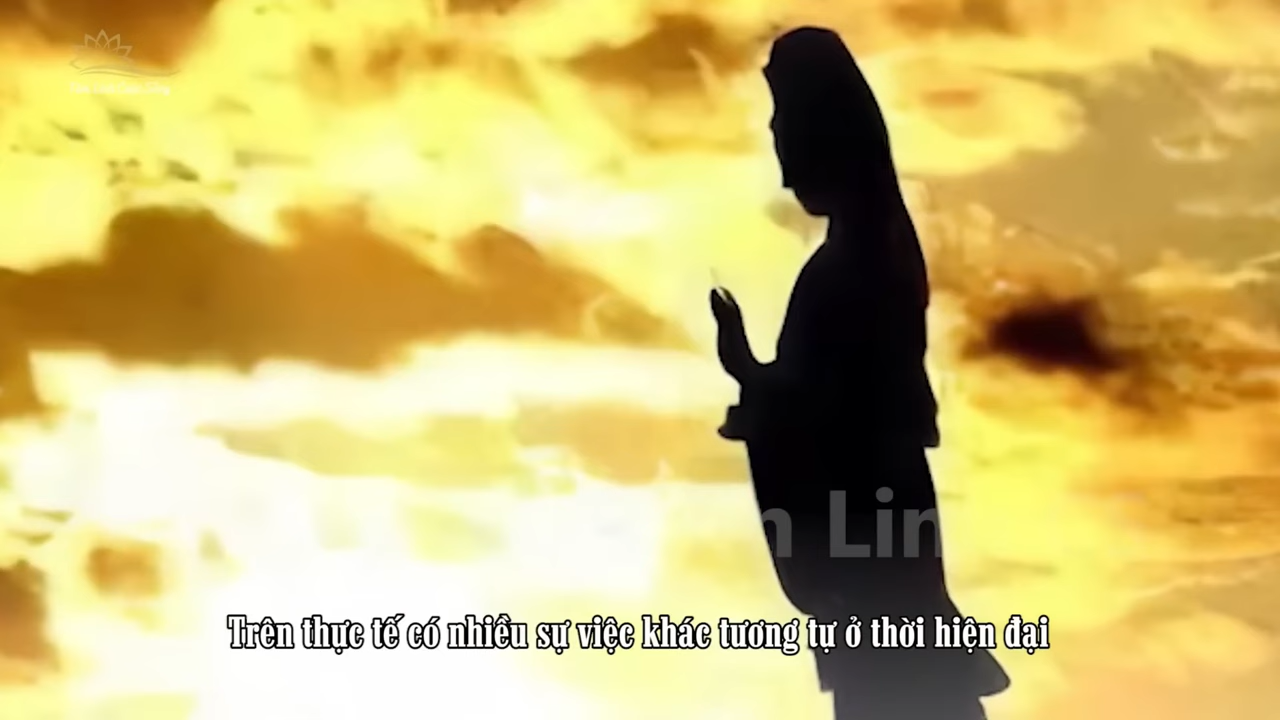 Trên thực tế có nhiều sự việc khác tương tự ở thời hiện đại